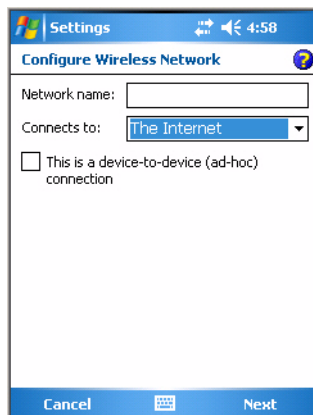 Settings 4:58
Configure Wireless Network ?
Network name:
Connects to: The Internet
This is a device-to-device (ad-hoc)
connection
Cancel Next